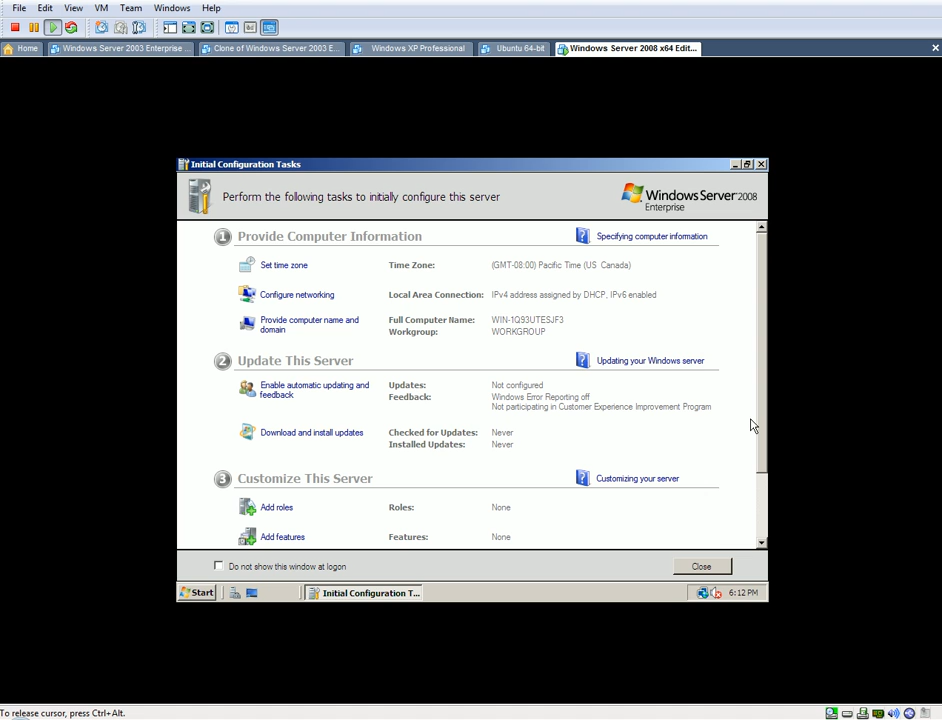 File Edit View VM Team Windows Help
Home Windows Server 2003 Enterprise ... Clone of Windows Server 2003 E... Windows XP Professional Ubuntu 64-bit Windows Server 2008 x64 Edit...
Initial Configuration Tasks
Perform the following tasks to initially configure this server
Windows Server 2008
Enterprise
1 Provide Computer Information Specifying computer information
Set time zone Time Zone: (GMT-08:00) Pacific Time (US Canada)
Configure networking Local Area Connection: IPv4 address assigned by DHCP, IPv6 enabled
Provide computer name and domain Full Computer Name: WIN-1Q93UTESJF3
Workgroup: WORKGROUP
2 Update This Server Updating your Windows server
Enable automatic updating and feedback Updates: Not configured
Feedback: Windows Error Reporting off
Not participating in Customer Experience Improvement Program
Download and install updates Checked for Updates: Never
Installed Updates: Never
3 Customize This Server Customizing your server
Add roles Roles: None
Add features Features: None
Do not show this window at logon Close
Start Initial Configuration T... 6:12 PM
To release cursor, press Ctrl+Alt.